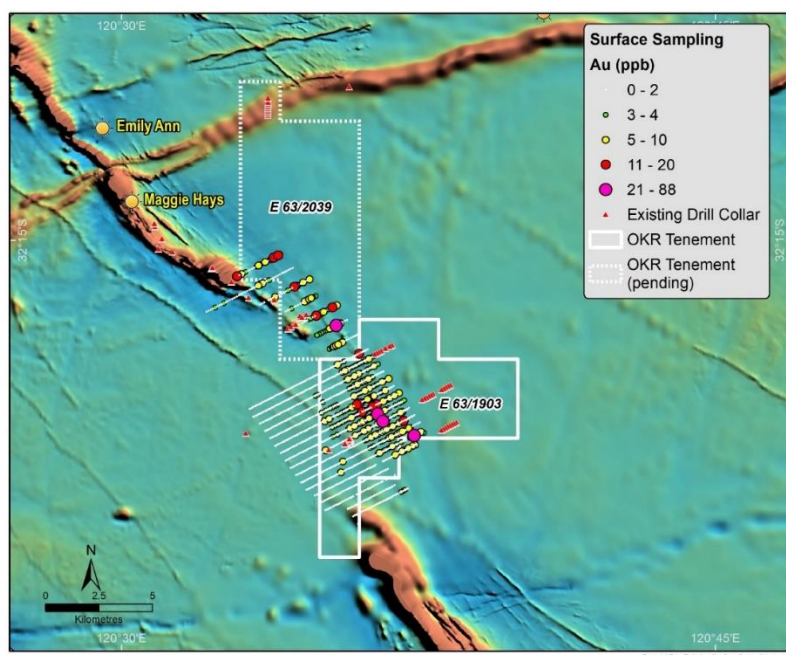 120°30'E
120°45'E
Surface Sampling
Au (ppb)
0 - 2
3 - 4
5 - 10
11 - 20
21 - 88
Existing Drill Collar
OKR Tenement
OKR Tenement
(pending)
Emily Ann
Maggie Hays
E 63/2039
32°15'S
32°15'S
E 63/1903
N
0 2.5 5
Kilometres
120°30'E
120°45'E